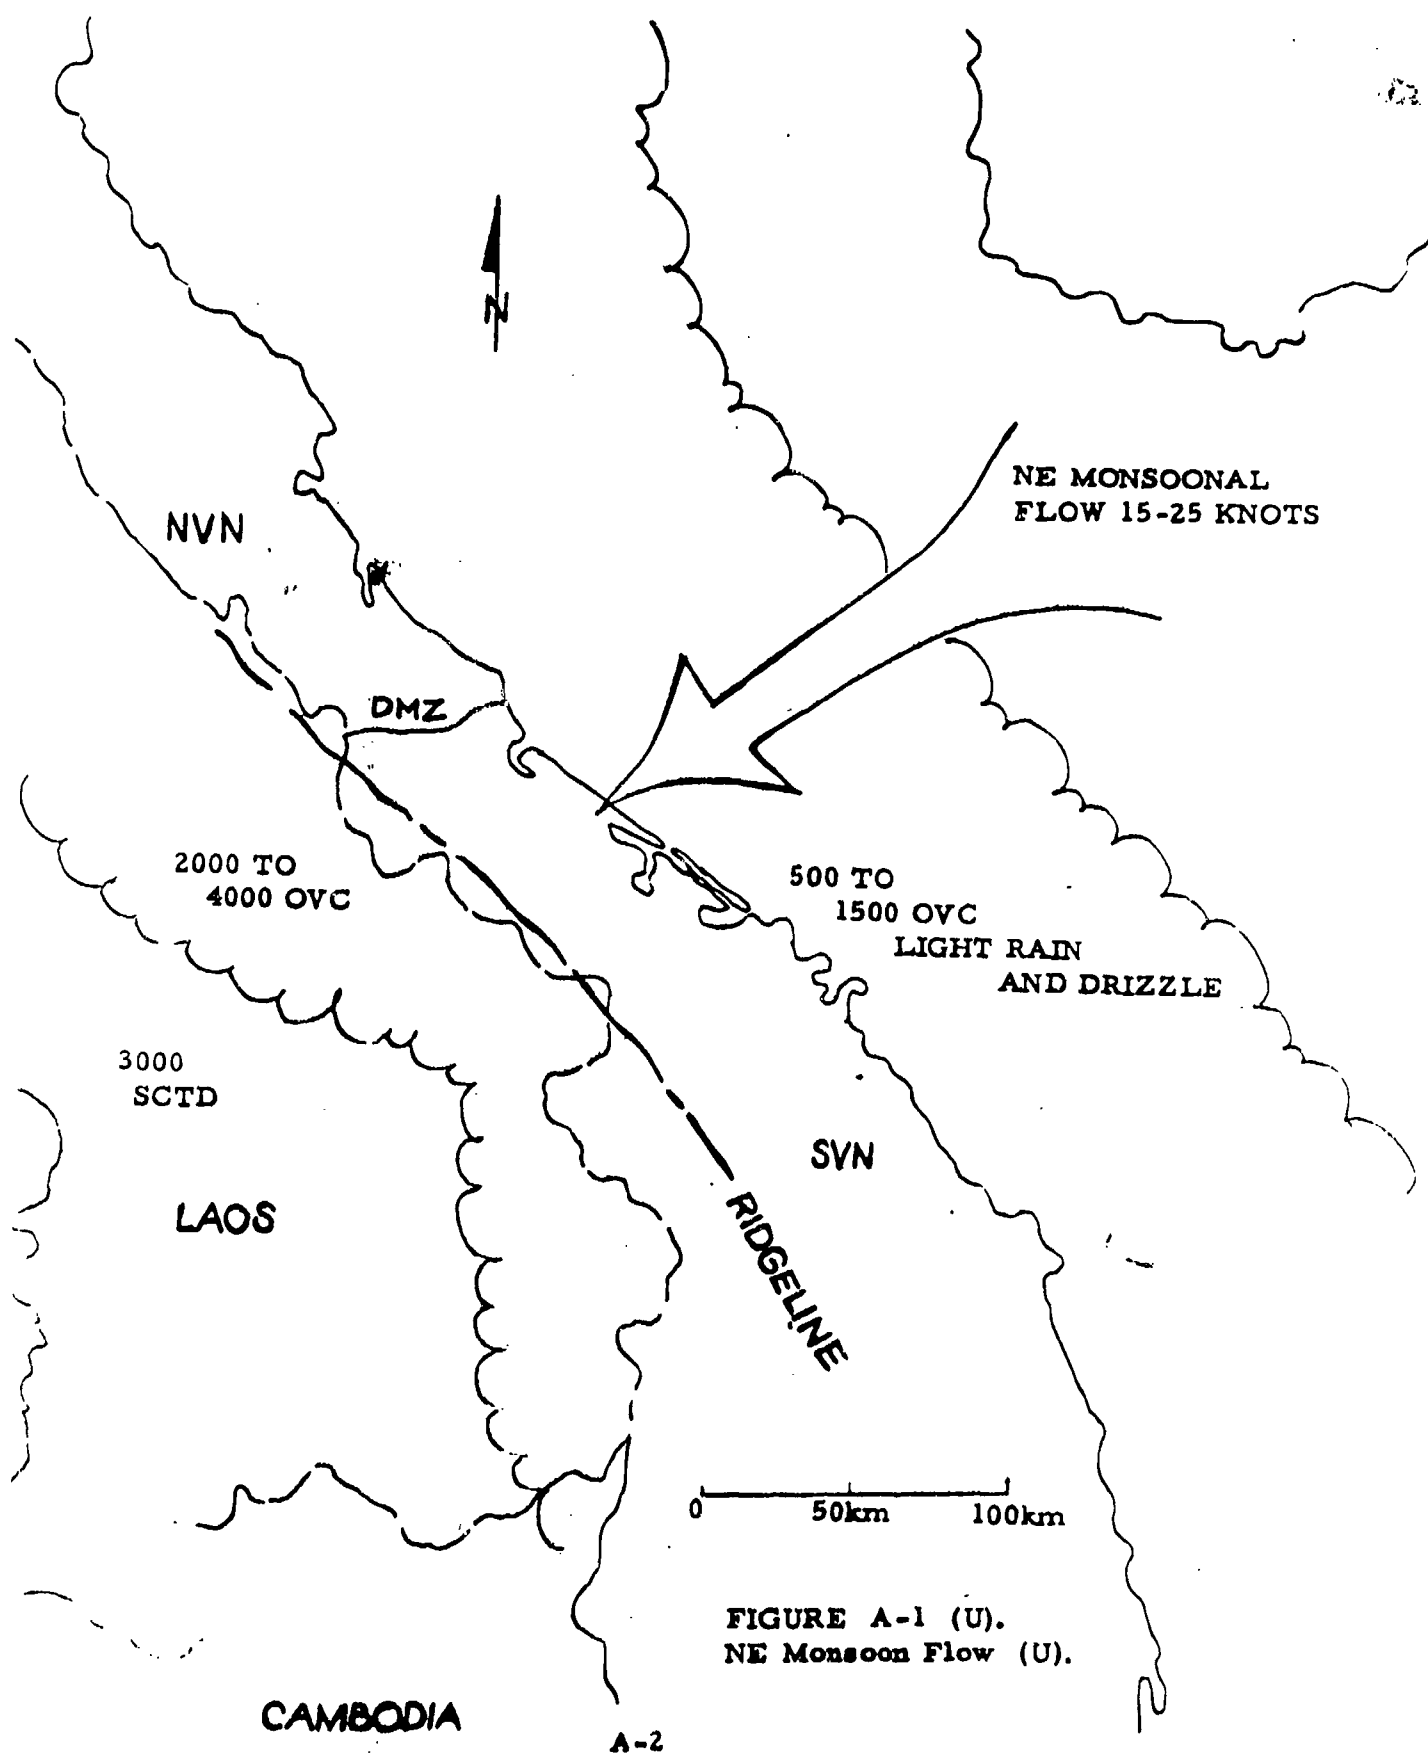 N
NE MONSOONAL
FLOW 15-25 KNOTS
NVN
DMZ
2000 TO
4000 OVC
500 TO
1500 OVC
LIGHT RAIN
AND DRIZZLE
3000
SCTD
SVN
LAOS
RIDGELINE
0 50km 100km
FIGURE A-1 (U).
NE Monsoon Flow (U).
CAMBODIA
A-2